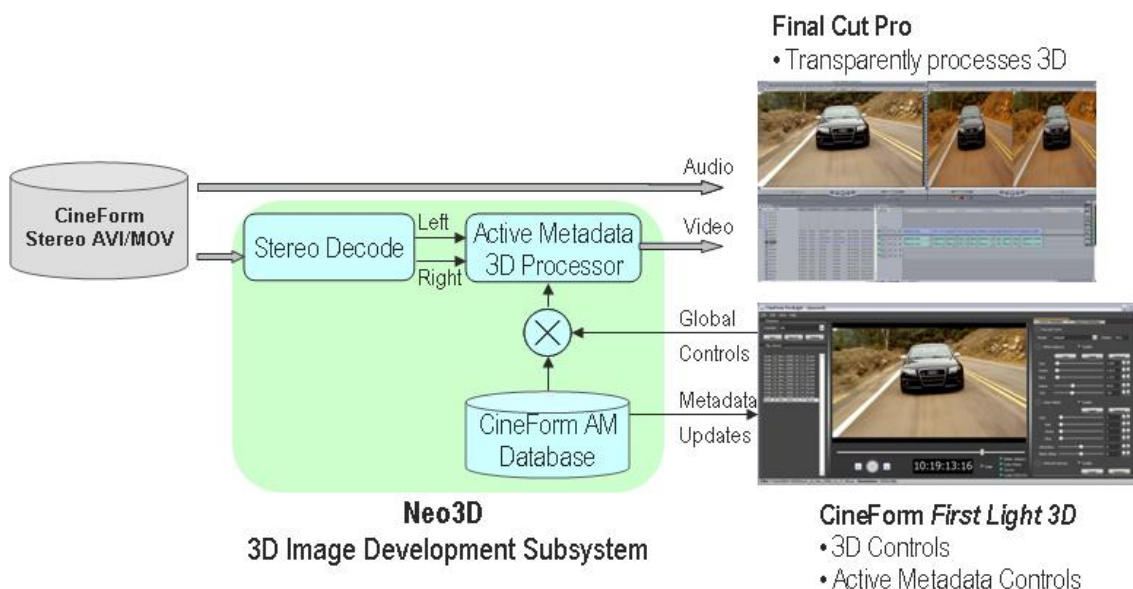 Final Cut Pro
• Transparently processes 3D
Audio
CineForm
Stereo AVI/MOV
Stereo Decode
Left
Right
Active Metadata
3D Processor
Video
Global
Controls
CineForm AM
Database
Metadata
Updates
10:19:13:16
Neo3D
3D Image Development Subsystem
CineForm First Light 3D
• 3D Controls
• Active Metadata Controls